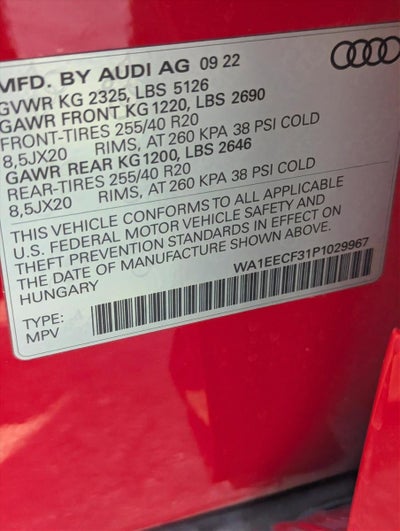 MFD. BY AUDI AG 09 22
GVWR KG 2325, LBS 5126
GAWR FRONT KG 1220, LBS 2690
FRONT-TIRES 255/40 R20
8,5JX20 RIMS, AT 260 KPA 38 PSI COLD
GAWR REAR KG 1200, LBS 2646
REAR-TIRES 255/40 R20
8,5JX20 RIMS, AT 260 KPA 38 PSI COLD
THIS VEHICLE CONFORMS TO ALL APPLICABLE
U.S. FEDERAL MOTOR VEHICLE SAFETY AND
THEFT PREVENTION STANDARDS IN EFFECT ON
THE DATE OF MANUFACTURE SHOWN ABOVE.
HUNGARY
WA1EECF31P1029967
TYPE:
MPV